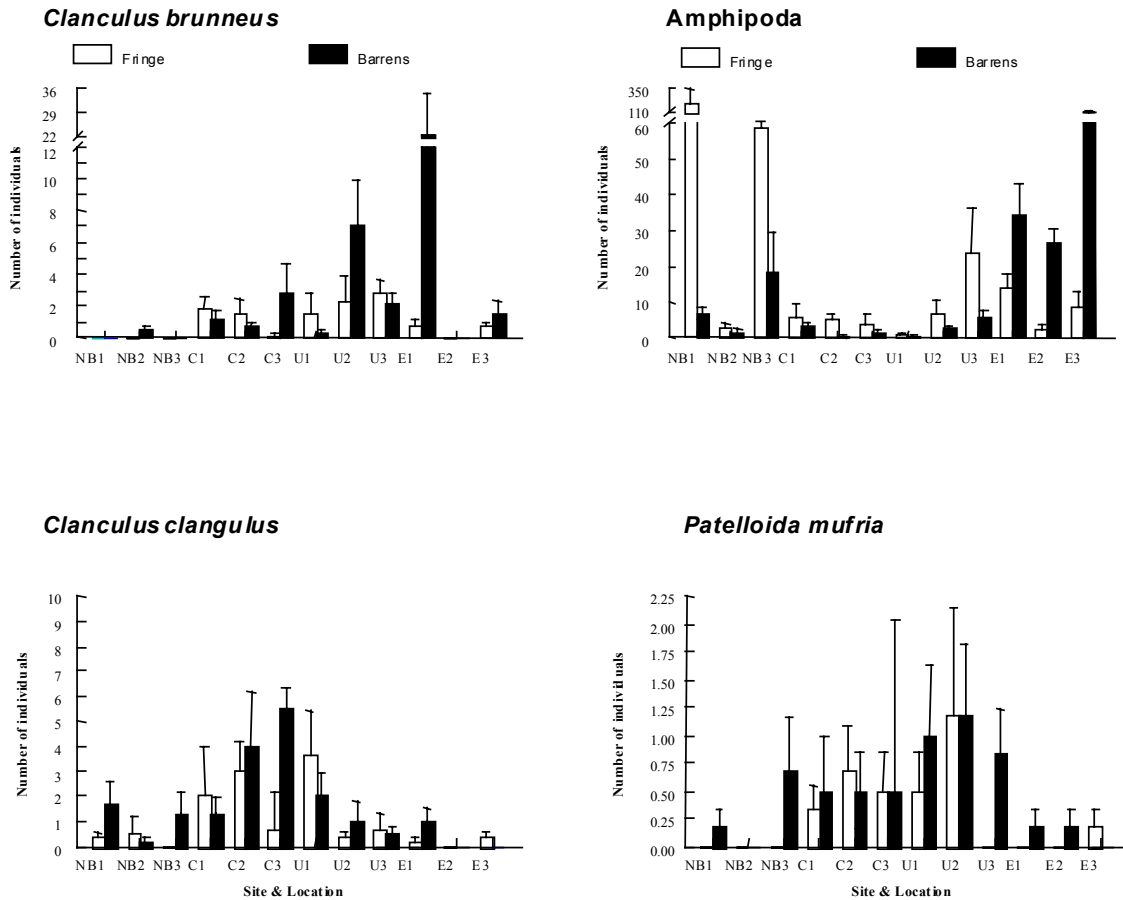 Clanculus brunneus
Fringe
Barrens
Number of individuals
36
29
22
12
10
8
6
4
2
0
NB1 NB2 NB3 C1 C2 C3 U1 U2 U3 E1 E2 E3
Amphipoda
Fringe
Barrens
Number of individuals
350
110
60
50
40
30
20
10
0
NB1 NB2 NB3 C1 C2 C3 U1 U2 U3 E1 E2 E3
Clanculus clangulus
Number of individuals
10
9
8
7
6
5
4
3
2
1
0
NB1 NB2 NB3 C1 C2 C3 U1 U2 U3 E1 E2 E3
Site & Location
Patelloida mufria
Number of individuals
2.25
2.00
1.75
1.50
1.25
1.00
0.75
0.50
0.25
0.00
NB1 NB2 NB3 C1 C2 C3 U1 U2 U3 E1 E2 E3
Site & Location